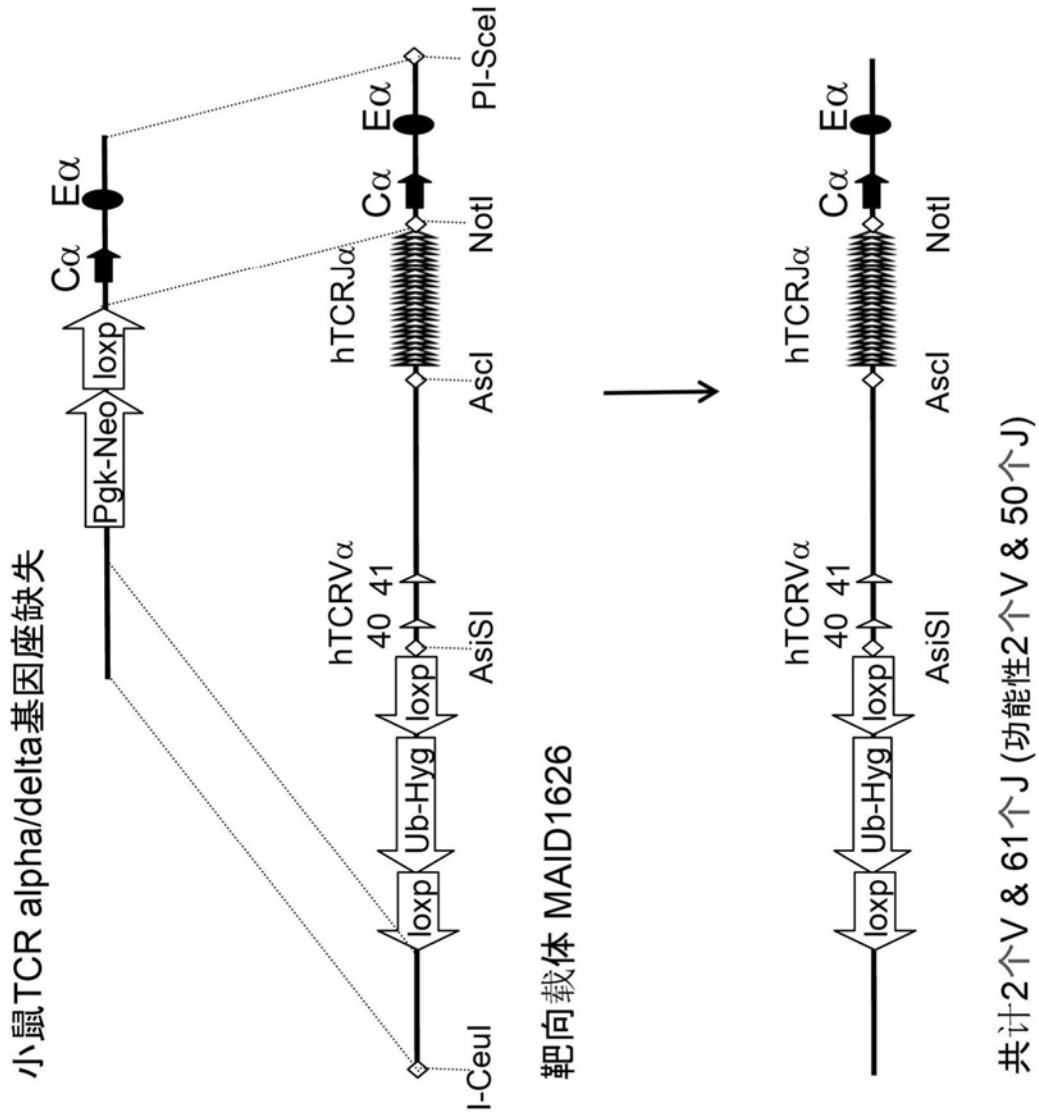 小鼠TCR alpha/delta基因座缺失
Pgk-Neo
loxp
Cα
Eα
hTCRVα
40 41
hTCRJα
Cα
Eα
loxp
Ub-Hyg
loxp
I-CeuI
AsiSI
AscI
NotI
PI-SceI
靶向载体 MAID1626
hTCRVα
40 41
hTCRJα
Cα
Eα
loxp
Ub-Hyg
loxp
AsiSI
AscI
NotI
共计2个V & 61个J (功能性2个V & 50个J)